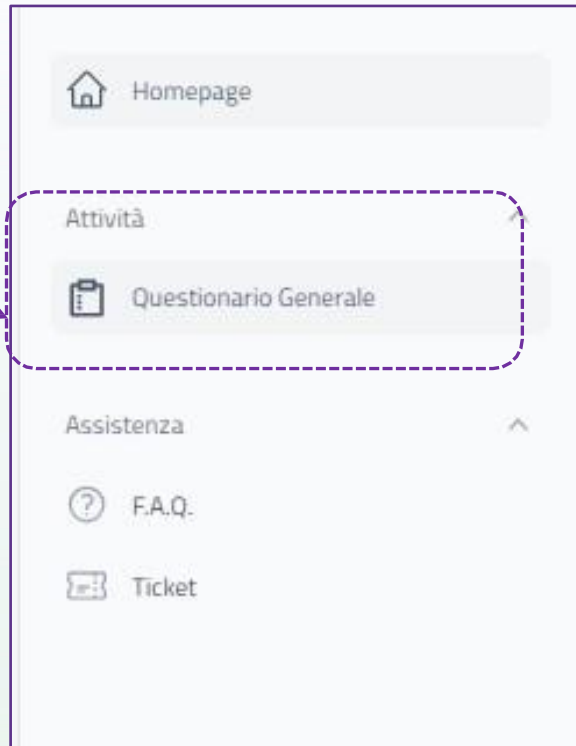 Homepage
Attività
Questionario Generale
Assistenza
F.A.Q.
Ticket